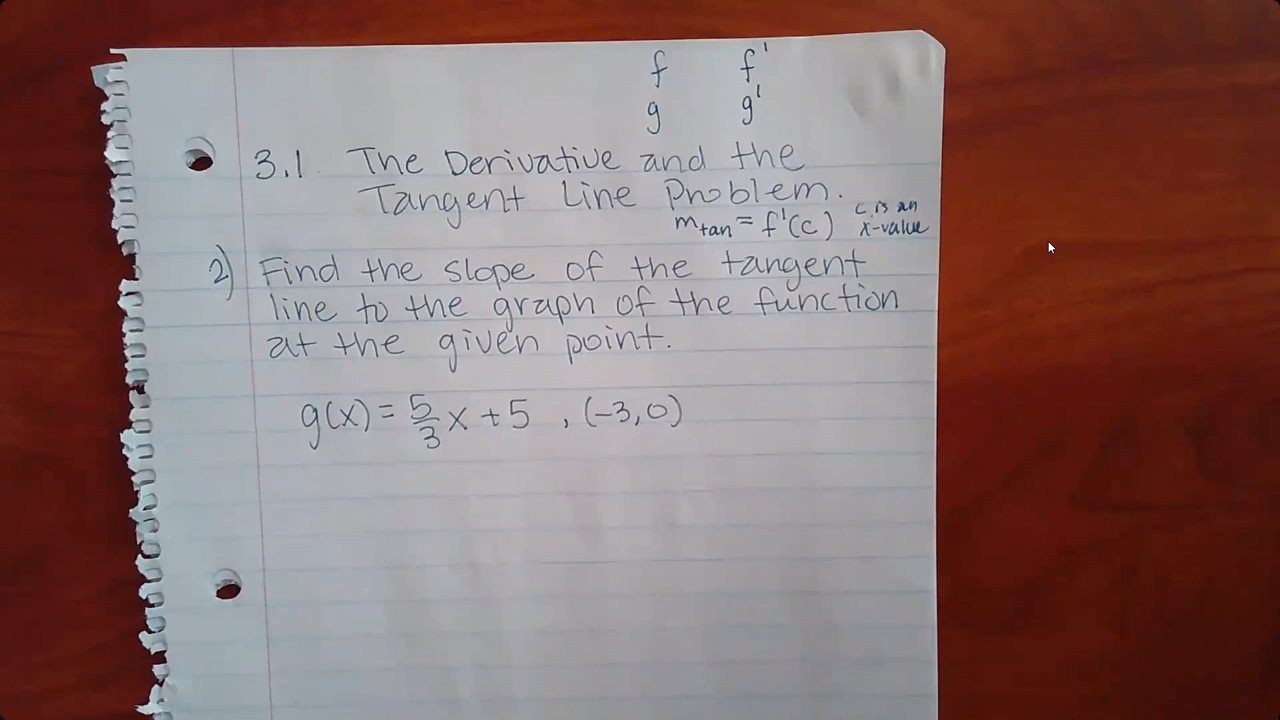 f f'
g g'
3.1. The Derivative and the
Tangent Line Problem.
m_tan = f'(c) c is an
x-value
2) Find the slope of the tangent
line to the graph of the function
at the given point.
g(x) = 5/3 x + 5 , (-3, 0)